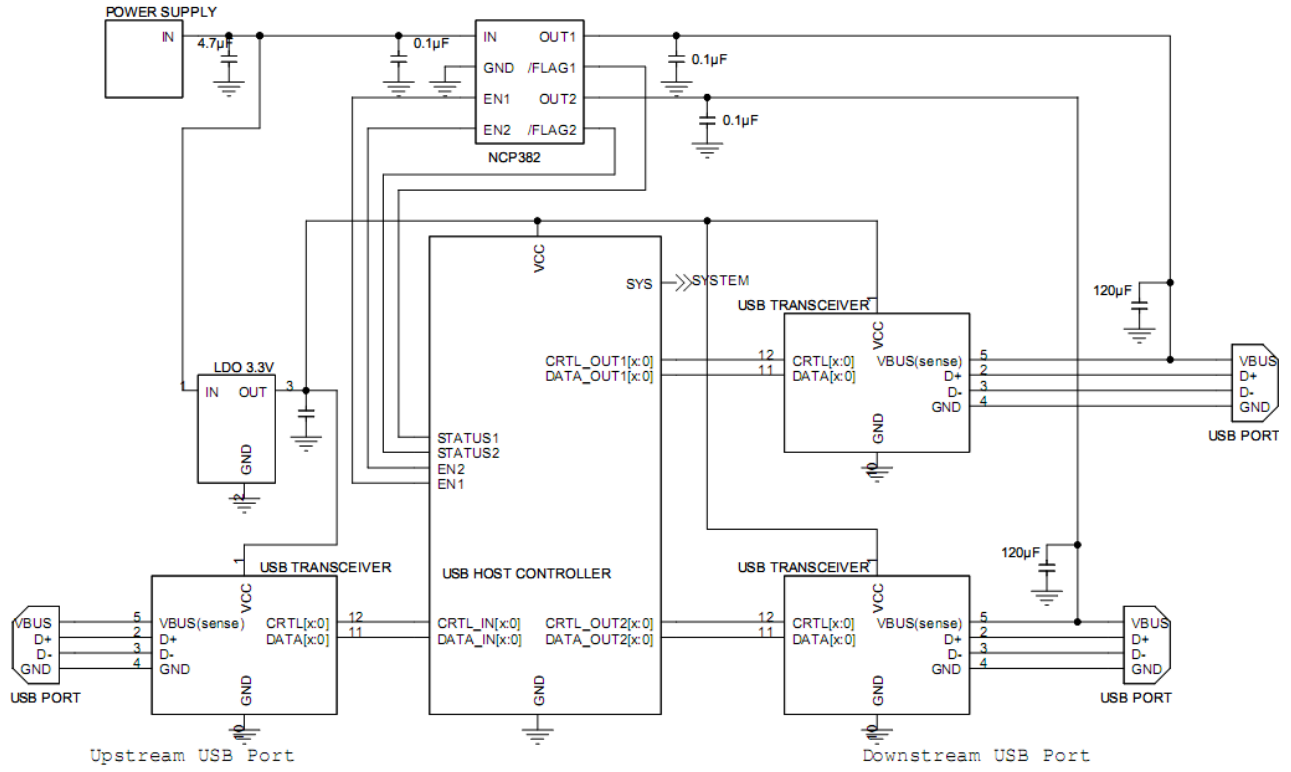 POWER SUPPLY
IN
4.7µF
0.1µF
IN
OUT1
GND
/FLAG1
EN1
OUT2
EN2
/FLAG2
NCP382
0.1µF
0.1µF
VCC
SYS
SYSTEM
120µF
USB TRANSCEIVER
1
VCC
CRTL_OUT1[x:0]
12
CRTL[x:0]
VBUS(sense)
5
VBUS
DATA_OUT1[x:0]
11
DATA[x:0]
D+
2
D+
D-
3
D-
GND
4
GND
GND
10
USB PORT
LDO 3.3V
1
IN
OUT
3
GND
2
STATUS1
STATUS2
EN2
EN1
120µF
1
USB TRANSCEIVER
USB HOST CONTROLLER
USB TRANSCEIVER
1
VCC
VCC
VBUS
5
VBUS(sense)
CRTL[x:0]
12
CRTL_IN[x:0]
CRTL_OUT2[x:0]
12
CRTL[x:0]
VBUS(sense)
5
VBUS
D+
2
D+
DATA[x:0]
11
DATA_IN[x:0]
DATA_OUT2[x:0]
11
DATA[x:0]
D+
2
D+
D-
3
D-
D-
3
D-
GND
4
GND
GND
4
GND
GND
GND
GND
USB PORT
USB PORT
10
10
Upstream USB Port
Downstream USB Port